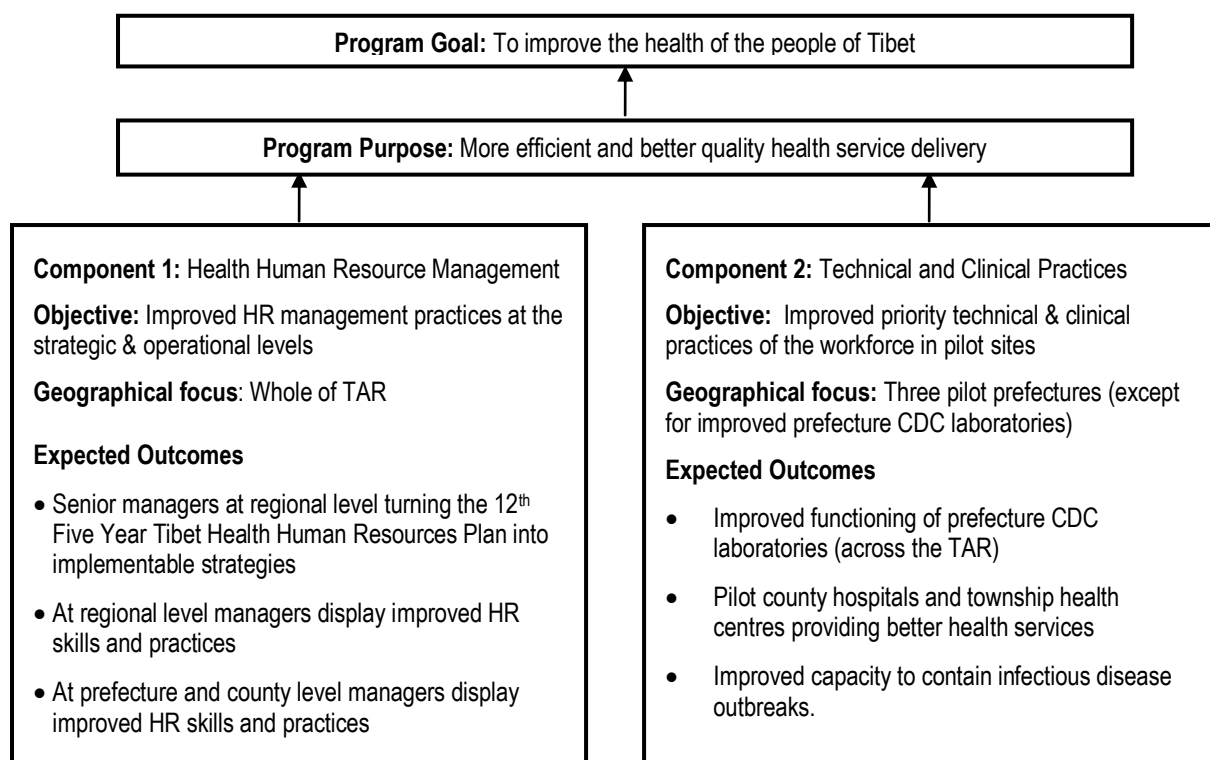 Program Goal: To improve the health of the people of Tibet
Program Purpose: More efficient and better quality health service delivery
Component 1: Health Human Resource Management
Objective: Improved HR management practices at the
strategic & operational levels
Geographical focus: Whole of TAR
Expected Outcomes
• Senior managers at regional level turning the 12th
Five Year Tibet Health Human Resources Plan into
implementable strategies
• At regional level managers display improved HR
skills and practices
• At prefecture and county level managers display
improved HR skills and practices
Component 2: Technical and Clinical Practices
Objective: Improved priority technical & clinical
practices of the workforce in pilot sites
Geographical focus: Three pilot prefectures (except
for improved prefecture CDC laboratories)
Expected Outcomes
• Improved functioning of prefecture CDC
laboratories (across the TAR)
• Pilot county hospitals and township health
centres providing better health services
• Improved capacity to contain infectious disease
outbreaks.